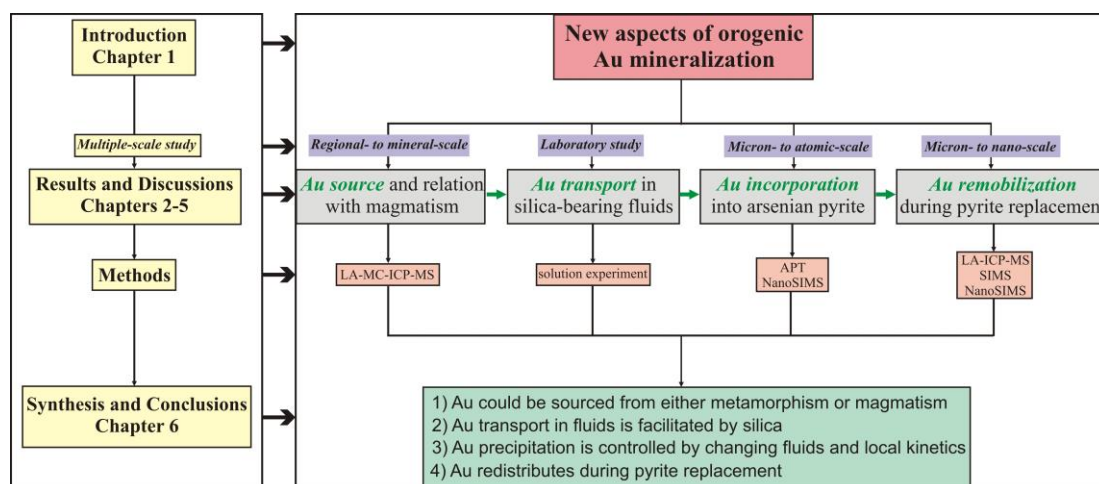 Introduction
Chapter 1
Multiple-scale study
Results and Discussions
Chapters 2-5
Methods
Synthesis and Conclusions
Chapter 6
New aspects of orogenic
Au mineralization
Regional- to mineral-scale
Laboratory study
Micron- to atomic-scale
Micron- to nano-scale
Au source and relation
with magmatism
Au transport in
silica-bearing fluids
Au incorporation
into arsenian pyrite
Au remobilization
during pyrite replacement
LA-MC-ICP-MS
solution experiment
APT
NanoSIMS
LA-ICP-MS
SIMS
NanoSIMS
1) Au could be sourced from either metamorphism or magmatism
2) Au transport in fluids is facilitated by silica
3) Au precipitation is controlled by changing fluids and local kinetics
4) Au redistributes during pyrite replacement